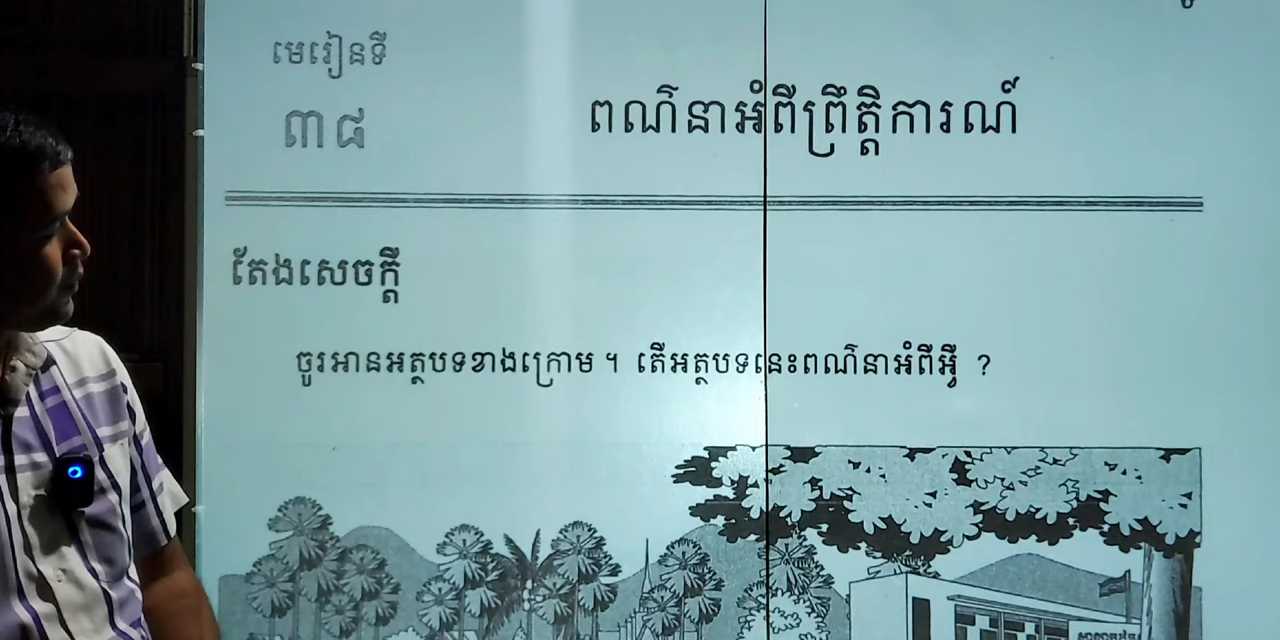 មេរៀនទី
៣៨
ពណ៌នាអំពីព្រឹត្តិការណ៍
តែងសេចក្ដី
ចូរអានអត្ថបទខាងក្រោម ។ តើអត្ថបទនេះពណ៌នាអំពីអ្វី ?